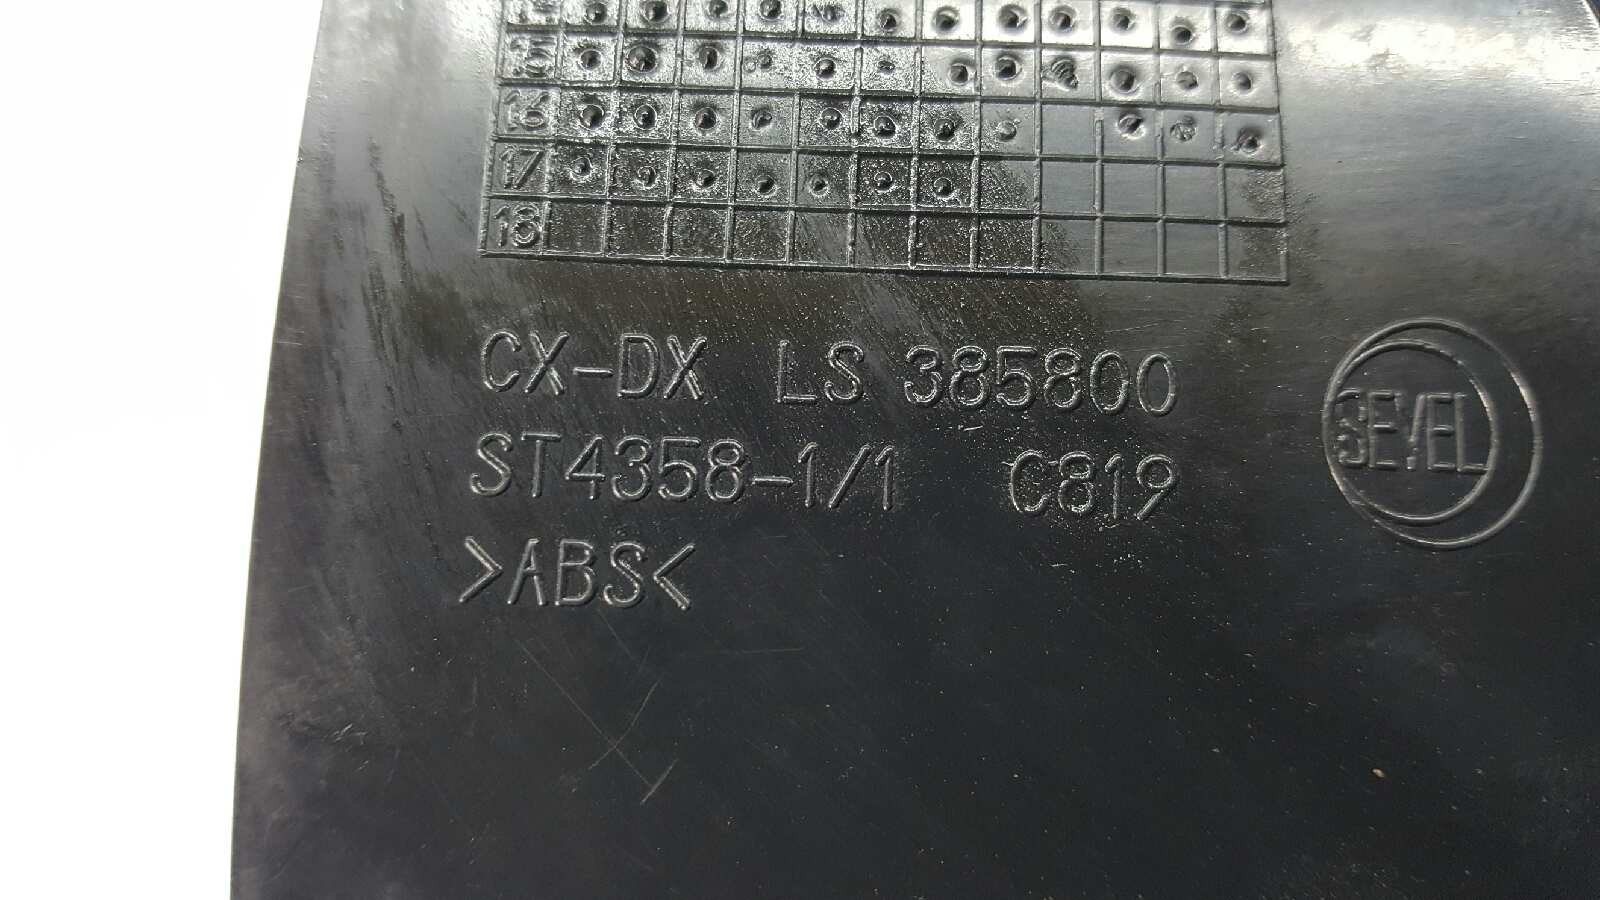 15
16
17
18
CX-DX LS 385800
ST4358-1/1 C819
>ABS<
SEVEL